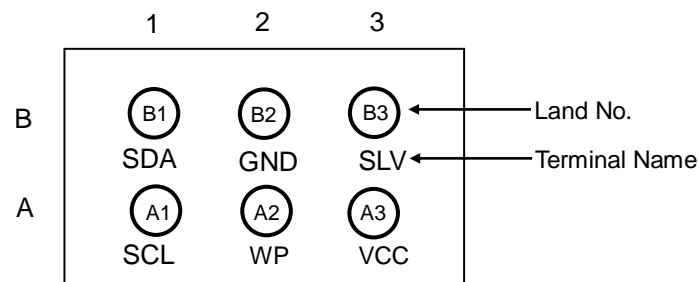 1 2 3
B B1 B2 B3 Land No.
SDA GND SLV Terminal Name
A A1 A2 A3
SCL WP VCC